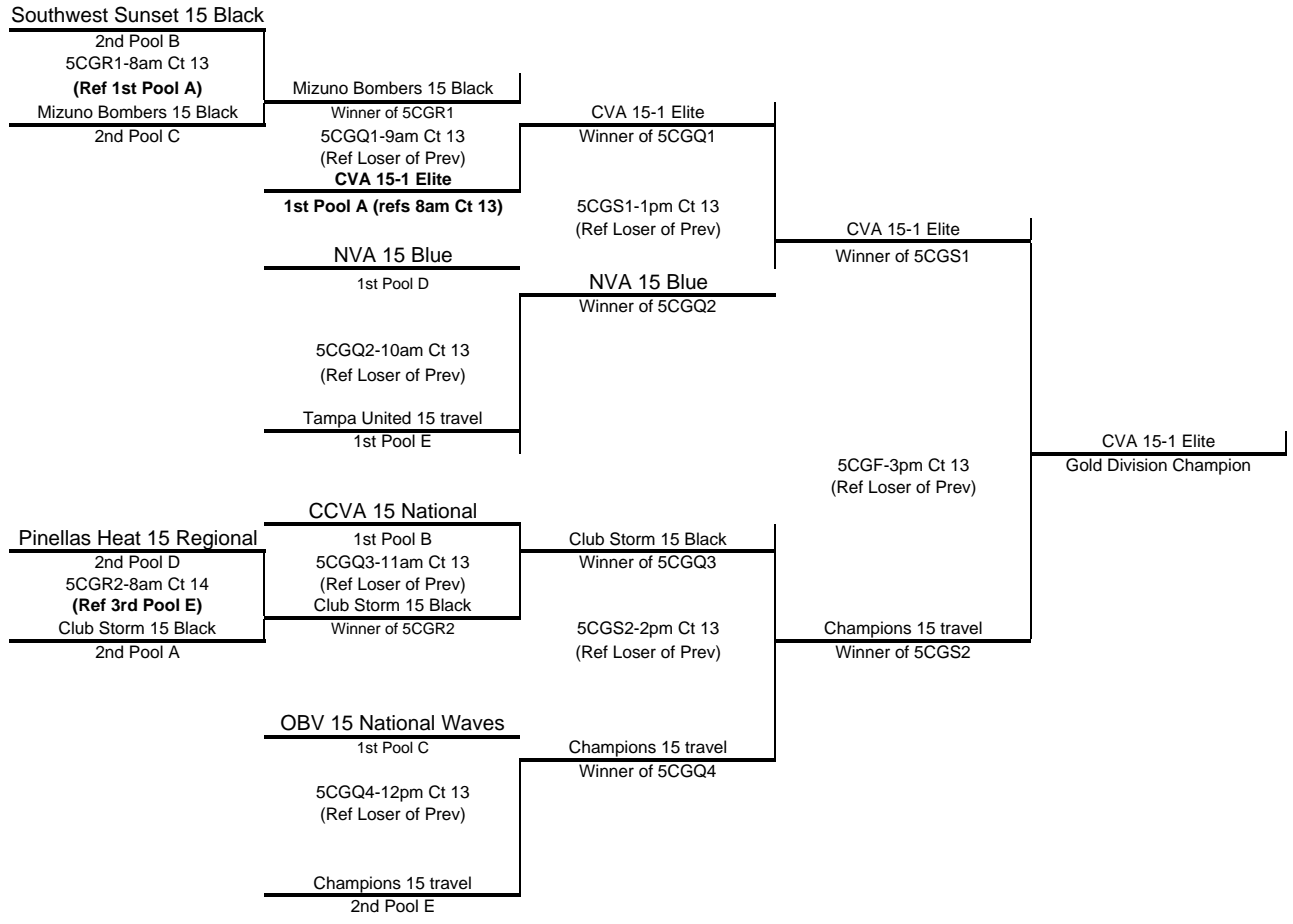 Southwest Sunset 15 Black
2nd Pool B
5CGR1-8am Ct 13
(Ref 1st Pool A)
Mizuno Bombers 15 Black
2nd Pool C
Mizuno Bombers 15 Black
Winner of 5CGR1
5CGQ1-9am Ct 13
(Ref Loser of Prev)
CVA 15-1 Elite
1st Pool A (refs 8am Ct 13)
CVA 15-1 Elite
Winner of 5CGQ1
5CGS1-1pm Ct 13
(Ref Loser of Prev)
NVA 15 Blue
1st Pool D
5CGQ2-10am Ct 13
(Ref Loser of Prev)
Tampa United 15 travel
1st Pool E
NVA 15 Blue
Winner of 5CGQ2
CVA 15-1 Elite
Winner of 5CGS1
5CGF-3pm Ct 13
(Ref Loser of Prev)
CVA 15-1 Elite
Gold Division Champion
Pinellas Heat 15 Regional
2nd Pool D
5CGR2-8am Ct 14
(Ref 3rd Pool E)
Club Storm 15 Black
2nd Pool A
CCVA 15 National
1st Pool B
5CGQ3-11am Ct 13
(Ref Loser of Prev)
Club Storm 15 Black
Winner of 5CGR2
Club Storm 15 Black
Winner of 5CGQ3
5CGS2-2pm Ct 13
(Ref Loser of Prev)
Champions 15 travel
Winner of 5CGS2
OBV 15 National Waves
1st Pool C
5CGQ4-12pm Ct 13
(Ref Loser of Prev)
Champions 15 travel
2nd Pool E
Champions 15 travel
Winner of 5CGQ4